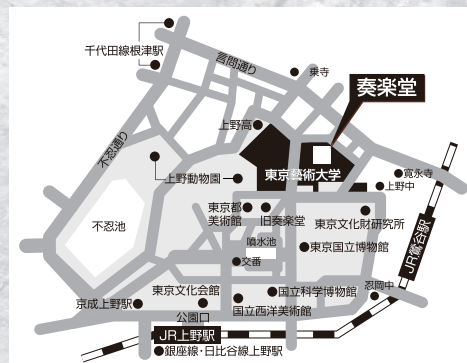 千代田線根津駅
言問通り
乗寺
奏楽堂
不忍通り
上野高
東京藝術大学
寛永寺
上野中
上野動物園
東京都
美術館
旧奏楽堂
東京文化財研究所
不忍池
噴水池
東京国立博物館
JR鶯谷駅
交番
忍岡中
京成上野駅
東京文化会館
国立科学博物館
国立西洋美術館
公園口
JR上野駅
銀座線・日比谷線上野駅